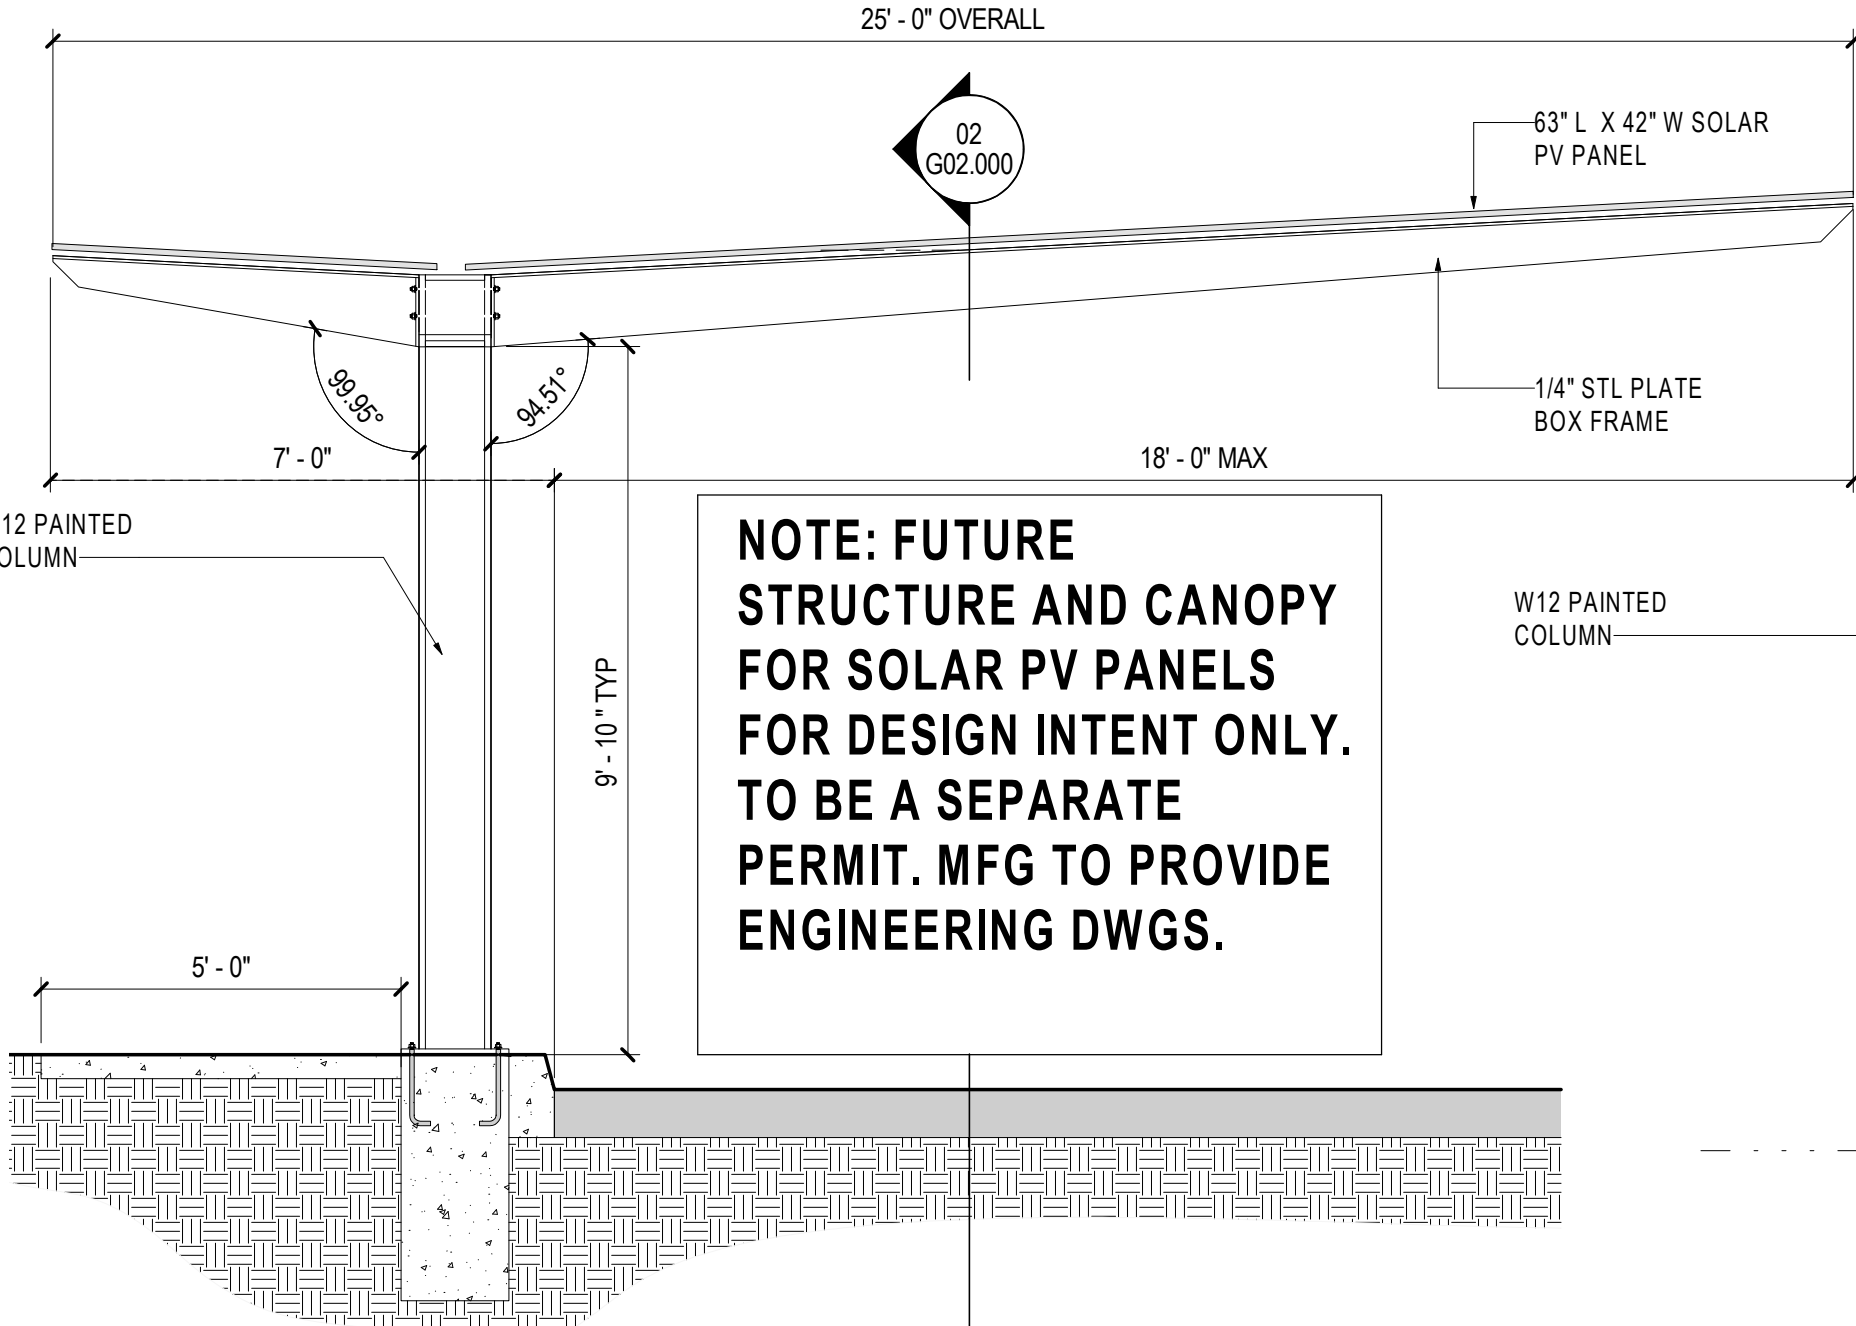 25' - 0" OVERALL
02
G02.000
63" L X 42" W SOLAR
PV PANEL
99.95°
94.51°
1/4" STL PLATE
BOX FRAME
7' - 0"
18' - 0" MAX
12 PAINTED
OLUMN
NOTE: FUTURE
STRUCTURE AND CANOPY
FOR SOLAR PV PANELS
FOR DESIGN INTENT ONLY.
TO BE A SEPARATE
PERMIT. MFG TO PROVIDE
ENGINEERING DWGS.
W12 PAINTED
COLUMN
9' - 10" TYP
5' - 0"